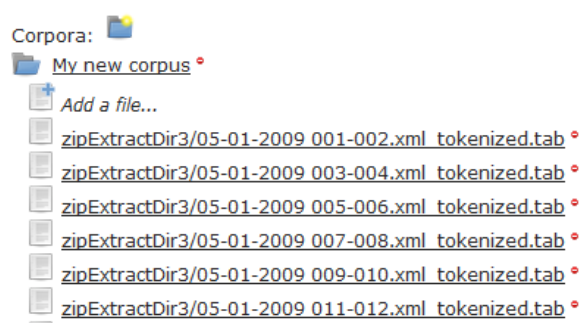 Corpora:
My new corpus
Add a file...
zipExtractDir3/05-01-2009 001-002.xml_tokenized.tab
zipExtractDir3/05-01-2009 003-004.xml_tokenized.tab
zipExtractDir3/05-01-2009 005-006.xml_tokenized.tab
zipExtractDir3/05-01-2009 007-008.xml_tokenized.tab
zipExtractDir3/05-01-2009 009-010.xml_tokenized.tab
zipExtractDir3/05-01-2009 011-012.xml_tokenized.tab